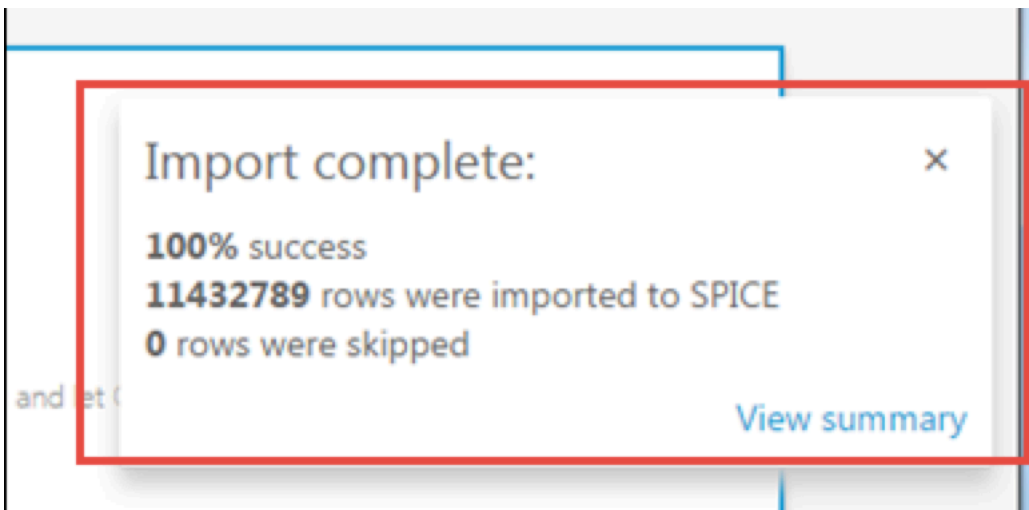 Import complete:
×
100% success
11432789 rows were imported to SPICE
0 rows were skipped
and let
View summary